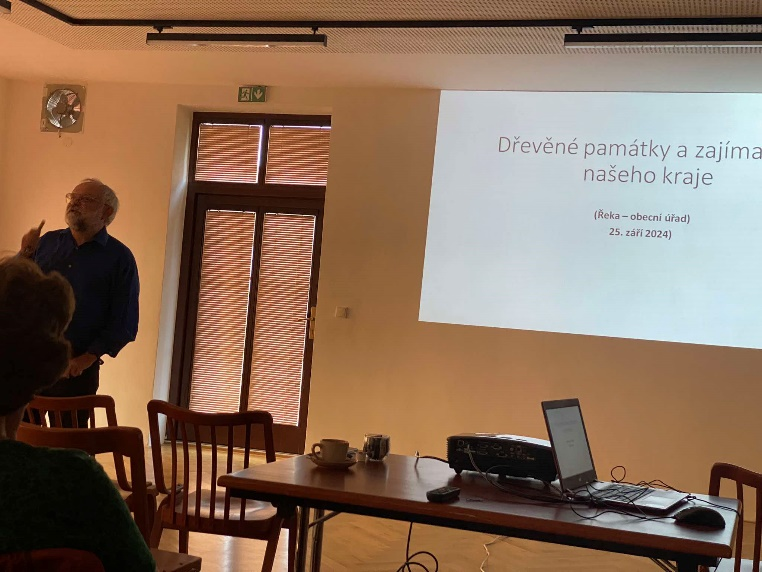 Dřevěné památky a zajíma
našeho kraje
(Řeka – obecní úřad)
25. září 2024)